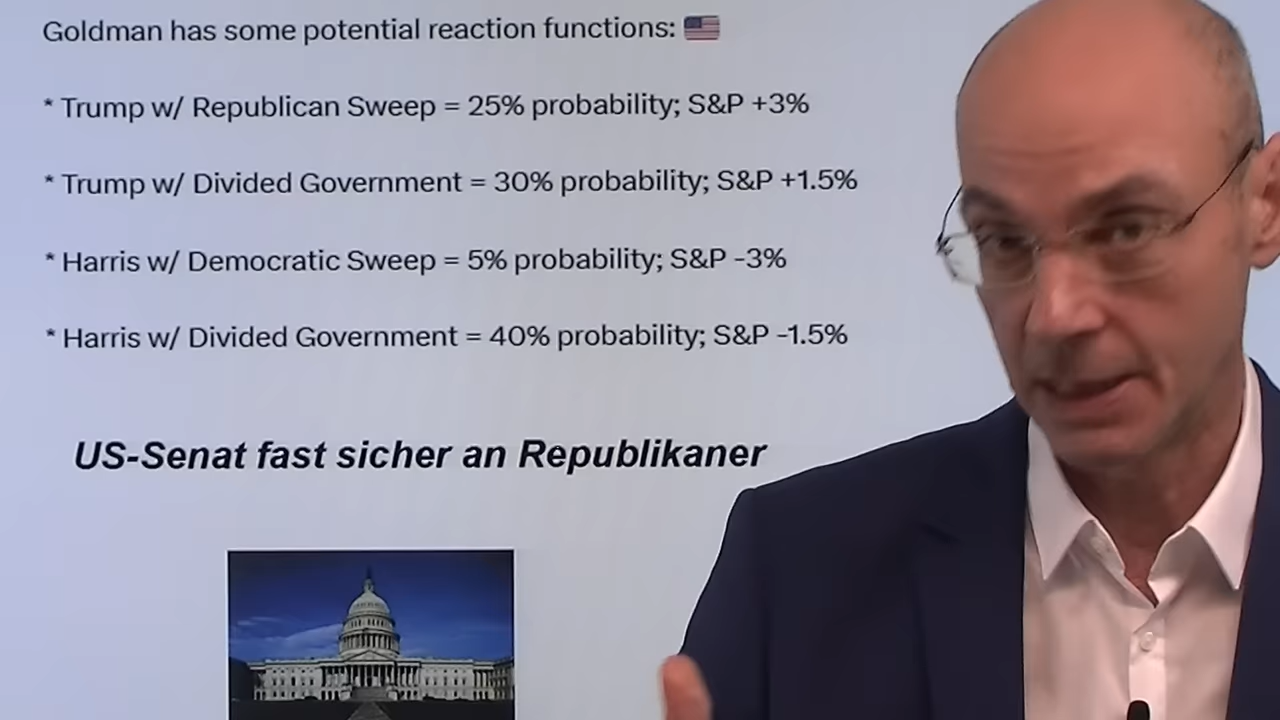 Goldman has some potential reaction functions: 🇺🇸
* Trump w/ Republican Sweep = 25% probability; S&P +3%
* Trump w/ Divided Government = 30% probability; S&P +1.5%
* Harris w/ Democratic Sweep = 5% probability; S&P -3%
* Harris w/ Divided Government = 40% probability; S&P -1.5%
US-Senat fast sicher an Republikaner